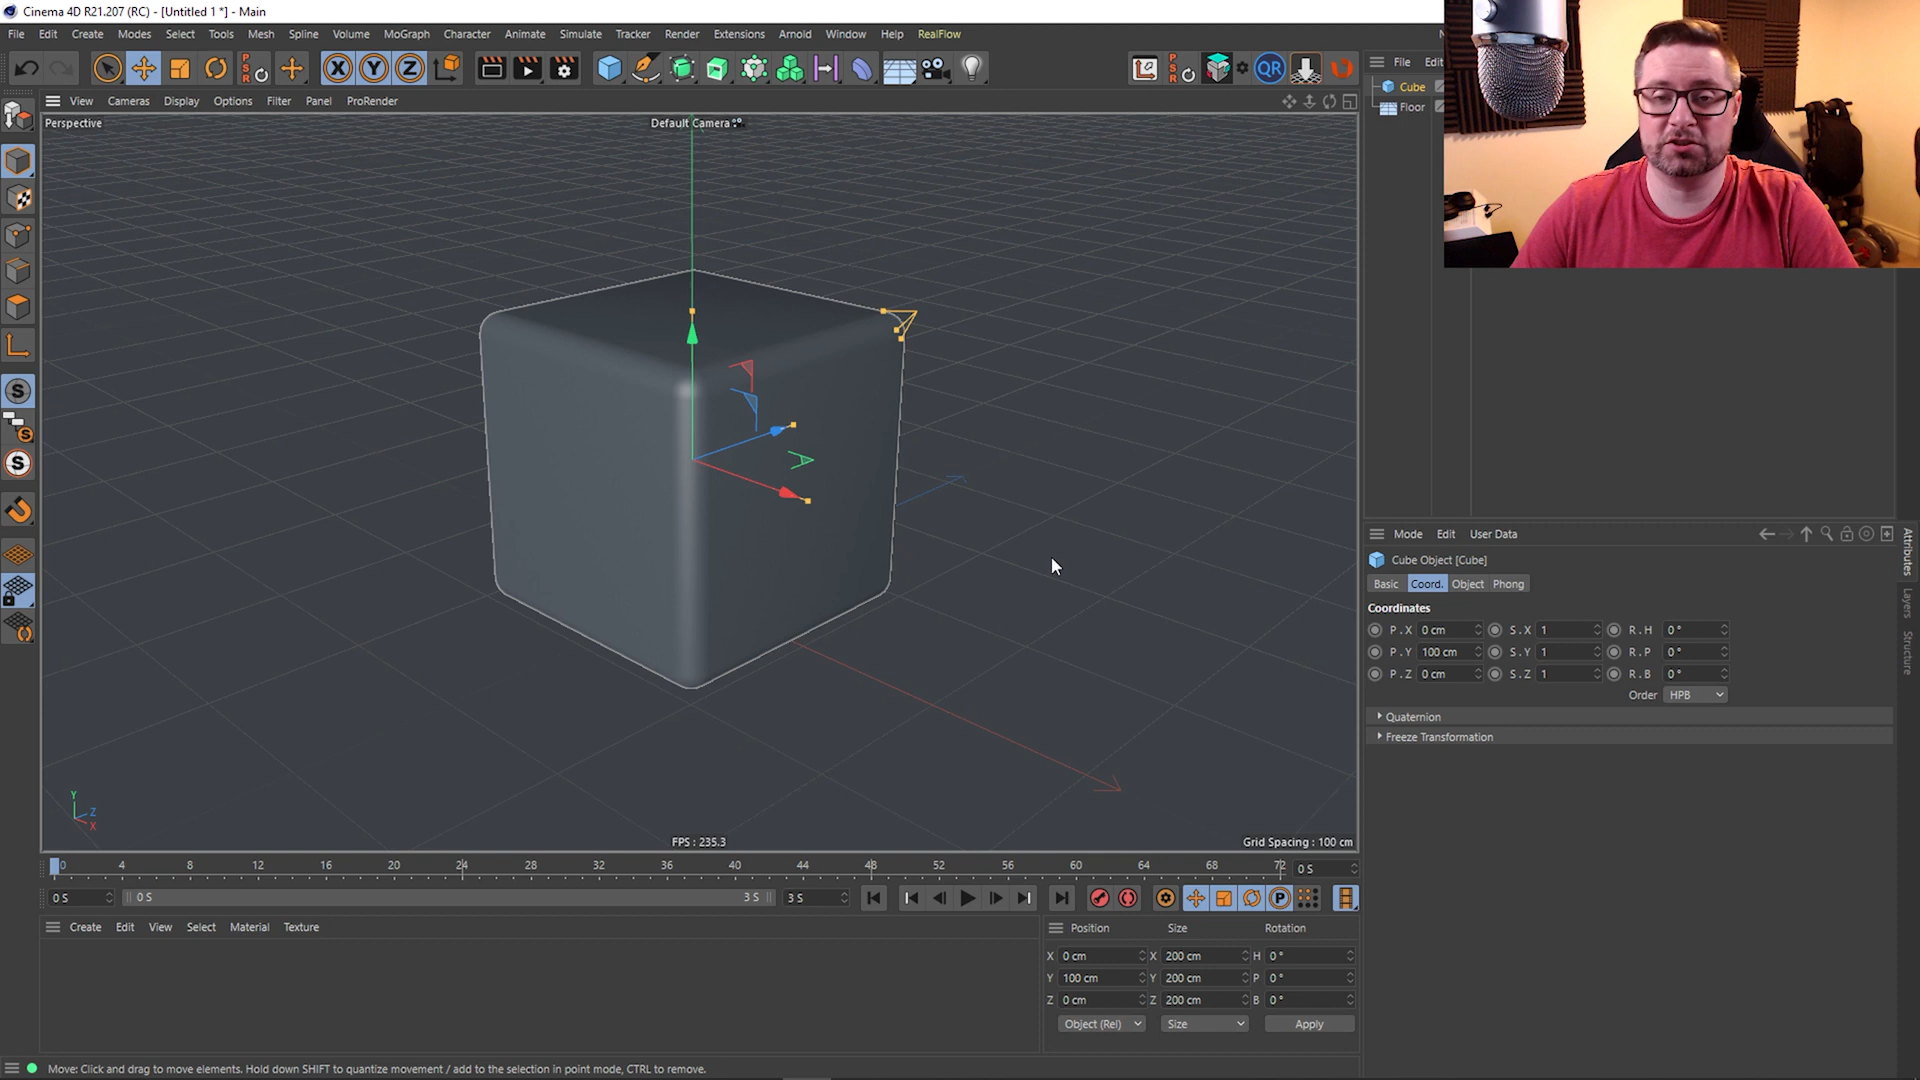 Cinema 4D R21.207 (RC) - [Untitled 1 *] - Main
File Edit Create Modes Select Tools Mesh Spline Volume MoGraph Character Animate Simulate Tracker Render Extensions Arnold Window Help RealFlow
PSR X Y Z PSR QR
File Edit
View Cameras Display Options Filter Panel ProRender
Perspective
Default Camera
Cube
Floor
S
S
S
Mode Edit User Data
Cube Object [Cube]
Basic Coord. Object Phong
Coordinates
P . X 0 cm S . X 1 R . H 0 °
P . Y 100 cm S . Y 1 R . P 0 °
P . Z 0 cm S . Z 1 R . B 0 °
Order HPB
Quaternion
Freeze Transformation
Attributes
Layers
Structure
Y
Z
X
FPS : 235.3
Grid Spacing : 100 cm
0 4 8 12 16 20 24 28 32 36 40 44 48 52 56 60 64 68 72 0 S
0 S 0 S 3 S 3 S P
Create Edit View Select Material Texture
Position Size Rotation
X 0 cm X 200 cm H 0 °
Y 100 cm Y 200 cm P 0 °
Z 0 cm Z 200 cm B 0 °
Object (Rel) Size Apply
Move: Click and drag to move elements. Hold down SHIFT to quantize movement / add to the selection in point mode, CTRL to remove.